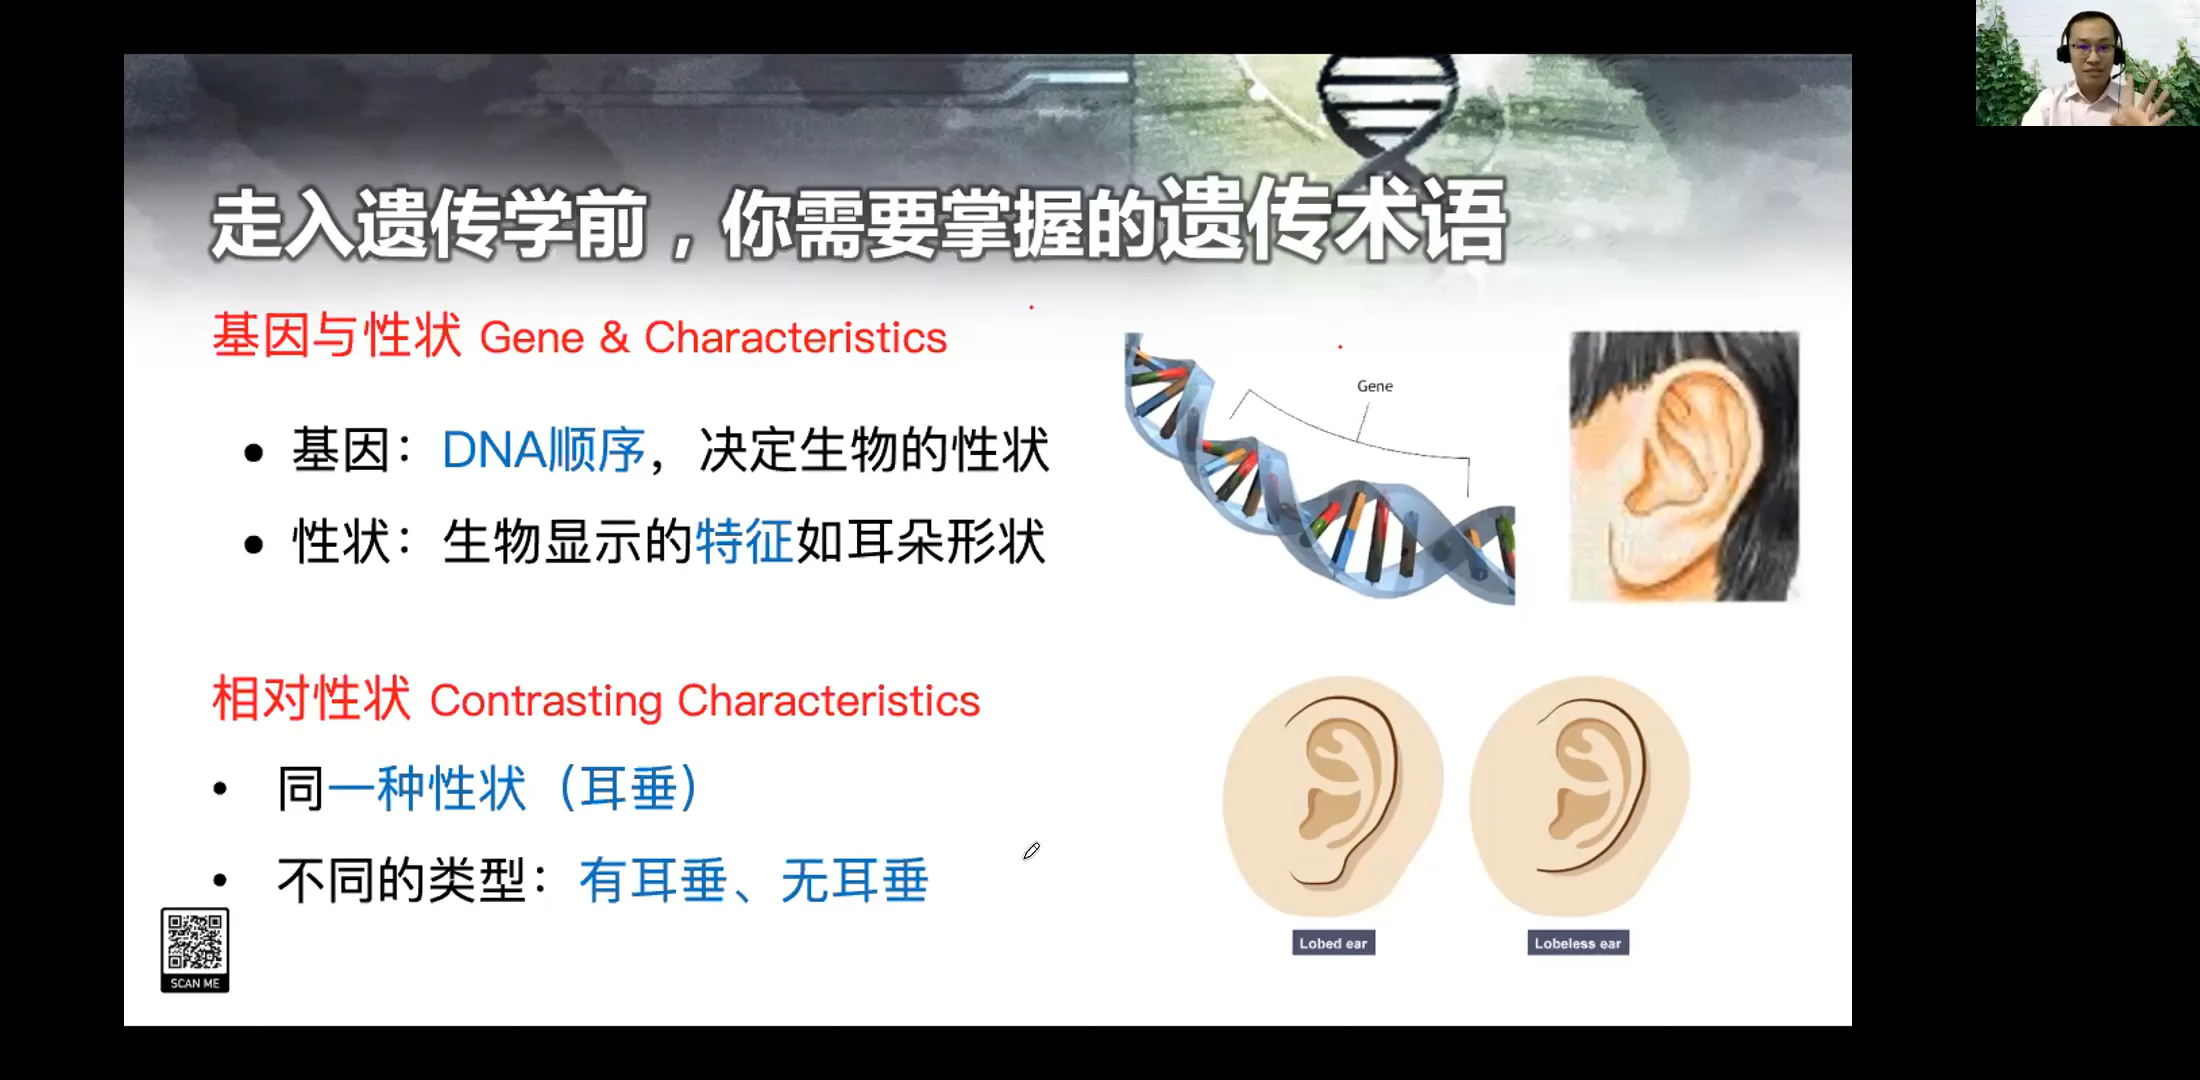 走入遗传学前，你需要掌握的遗传术语
基因与性状 Gene & Characteristics
• 基因：DNA顺序，决定生物的性状
• 性状：生物显示的特征如耳朵形状
Gene
相对性状 Contrasting Characteristics
• 同一种性状（耳垂）
• 不同的类型：有耳垂、无耳垂
Lobed ear
Lobeless ear
SCAN ME